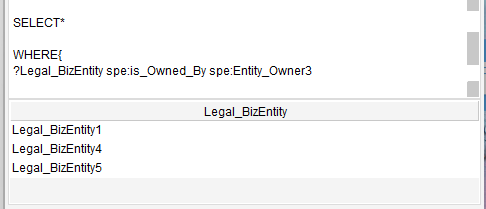 SELECT*
WHERE{
?Legal_BizEntity spe:is_Owned_By spe:Entity_Owner3
Legal_BizEntity
Legal_BizEntity1
Legal_BizEntity4
Legal_BizEntity5